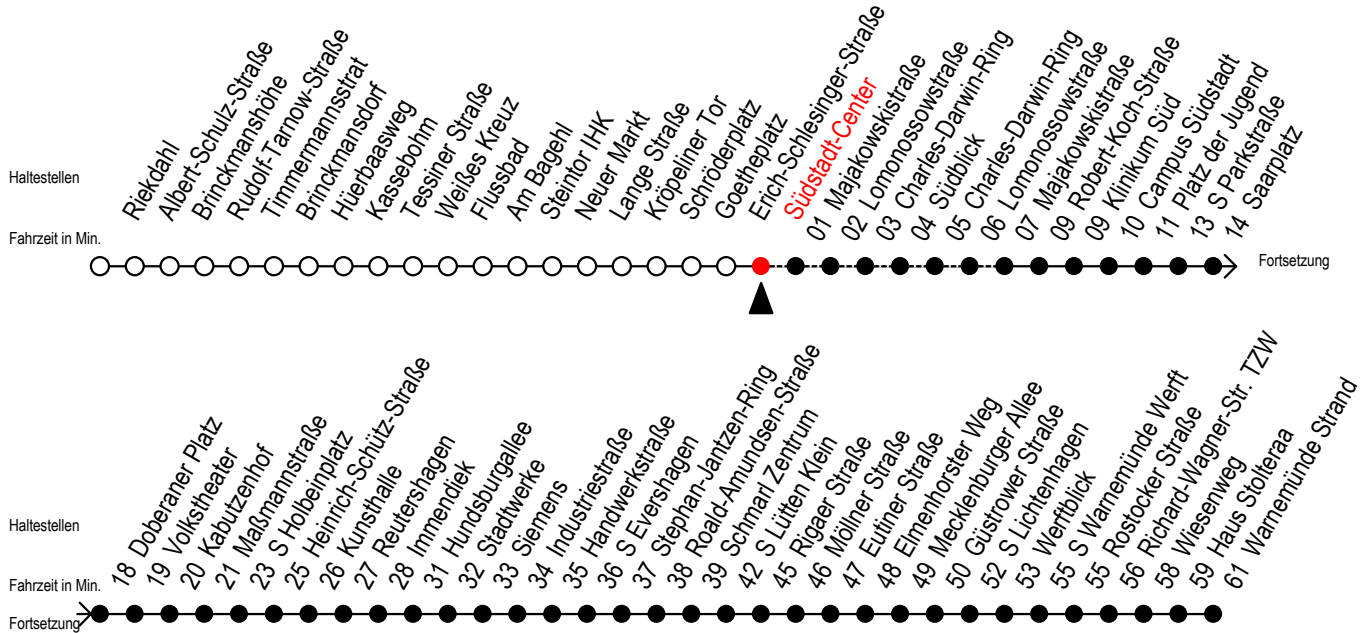 Haltestellen
Riekdahl
Albert-Schulz-Straße
Brinckmanshöhe
Rudolf-Tarnow-Straße
Timmermannsstrat
Brinckmansdorf
Hüerbaasweg
Kassebohm
Tessiner Straße
Weißes Kreuz
Flussbad
Am Bagehl
Steintor IHK
Neuer Markt
Lange Straße
Kröpeliner Tor
Schröderplatz
Goetheplatz
Erich-Schlesinger-Straße
Südstadt-Center
01 Majakowskistraße
02 Lomonossowstraße
03 Charles-Darwin-Ring
04 Südblick
05 Charles-Darwin-Ring
06 Lomonossowstraße
07 Majakowskistraße
09 Robert-Koch-Straße
09 Klinikum Süd
10 Campus Südstadt
11 Platz der Jugend
13 S Parkstraße
14 Saarplatz
Fahrzeit in Min.
Fortsetzung
Haltestellen
18 Doberaner Platz
19 Volkstheater
20 Kabutzenhof
21 Maßmannstraße
23 S Holbeinplatz
25 Heinrich-Schütz-Straße
26 Kunsthalle
27 Reutershagen
28 Immendiek
31 Hundsburgallee
32 Stadtwerke
33 Siemens
34 Industriestraße
35 Handwerkstraße
36 S Evershagen
37 Stephan-Jantzen-Ring
38 Roald-Amundsen-Straße
39 Schmarl Zentrum
42 S Lütten Klein
45 Rigaer Straße
46 Möllner Straße
47 Eutiner Straße
48 Elmenhorster Weg
49 Mecklenburger Allee
50 Güstrower Straße
52 S Lichtenhagen
53 Werftblick
55 S Warnemünde Werft
55 Rostocker Straße
56 Richard-Wagner-Str. TZW
58 Wiesenweg
59 Haus Stolteraa
61 Warnemünde Strand
Fahrzeit in Min.
Fortsetzung